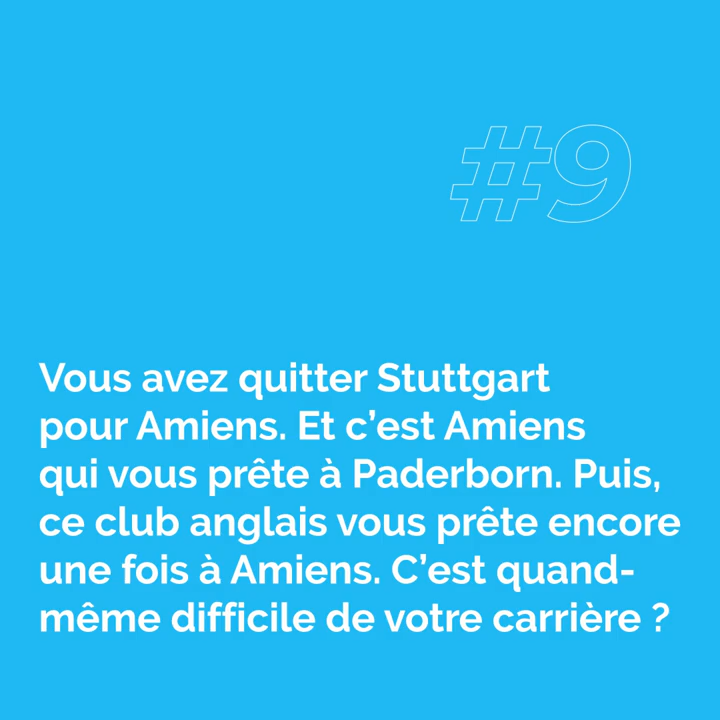 #9
Vous avez quitter Stuttgart
pour Amiens. Et c’est Amiens
qui vous prête à Paderborn. Puis,
ce club anglais vous prête encore
une fois à Amiens. C’est quand-
même difficile de votre carrière ?